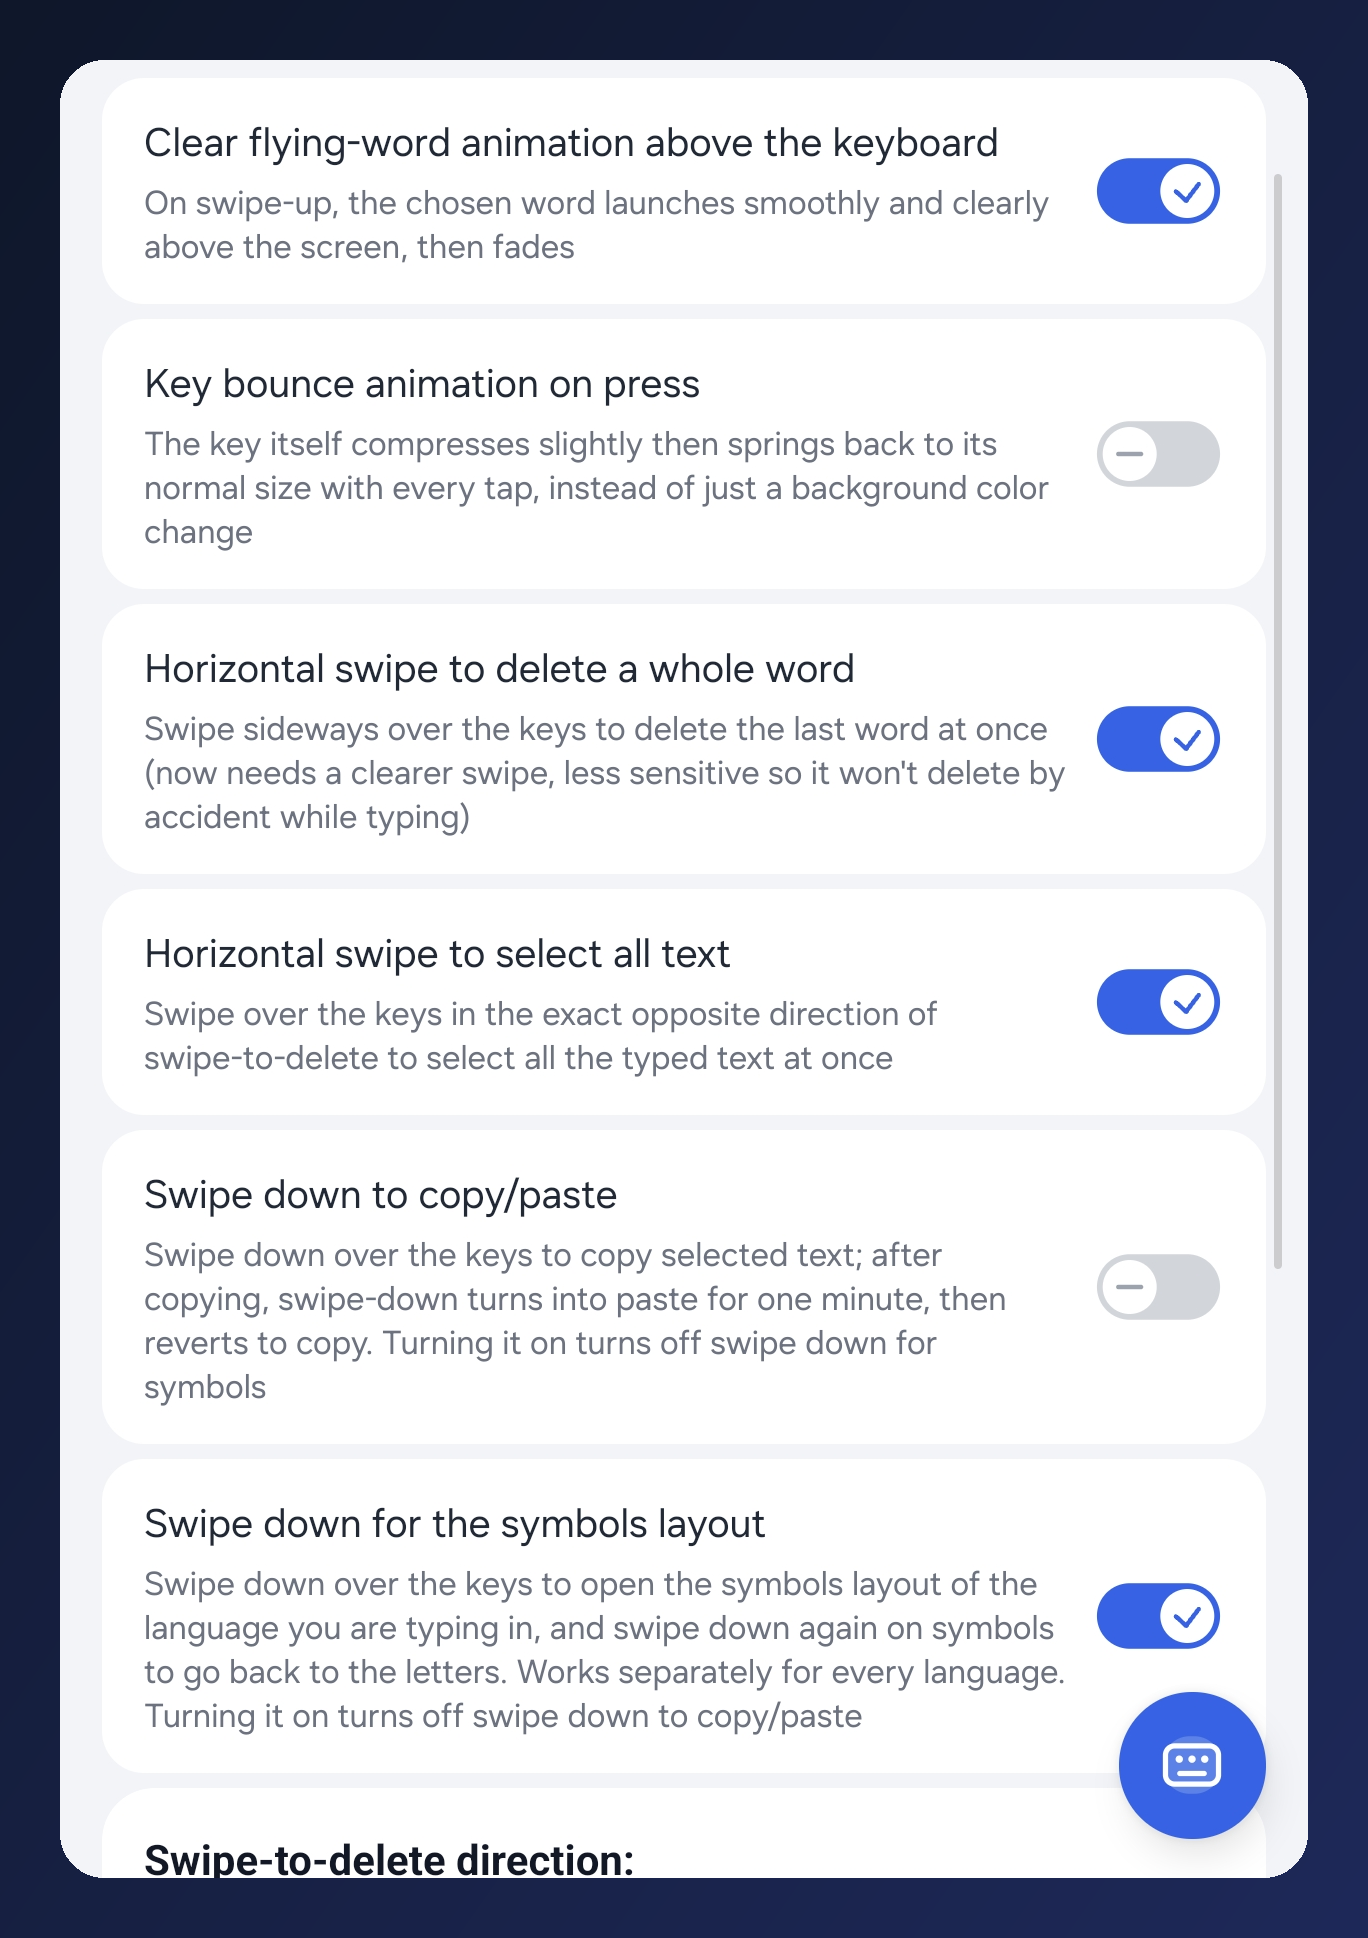 Clear flying-word animation above the keyboard
On swipe-up, the chosen word launches smoothly and clearly
above the screen, then fades
Key bounce animation on press
The key itself compresses slightly then springs back to its
normal size with every tap, instead of just a background color
change
Horizontal swipe to delete a whole word
Swipe sideways over the keys to delete the last word at once
(now needs a clearer swipe, less sensitive so it won't delete by
accident while typing)
Horizontal swipe to select all text
Swipe over the keys in the exact opposite direction of
swipe-to-delete to select all the typed text at once
Swipe down to copy/paste
Swipe down over the keys to copy selected text; after
copying, swipe-down turns into paste for one minute, then
reverts to copy. Turning it on turns off swipe down for
symbols
Swipe down for the symbols layout
Swipe down over the keys to open the symbols layout of the
language you are typing in, and swipe down again on symbols
to go back to the letters. Works separately for every language.
Turning it on turns off swipe down to copy/paste
Swipe-to-delete direction: